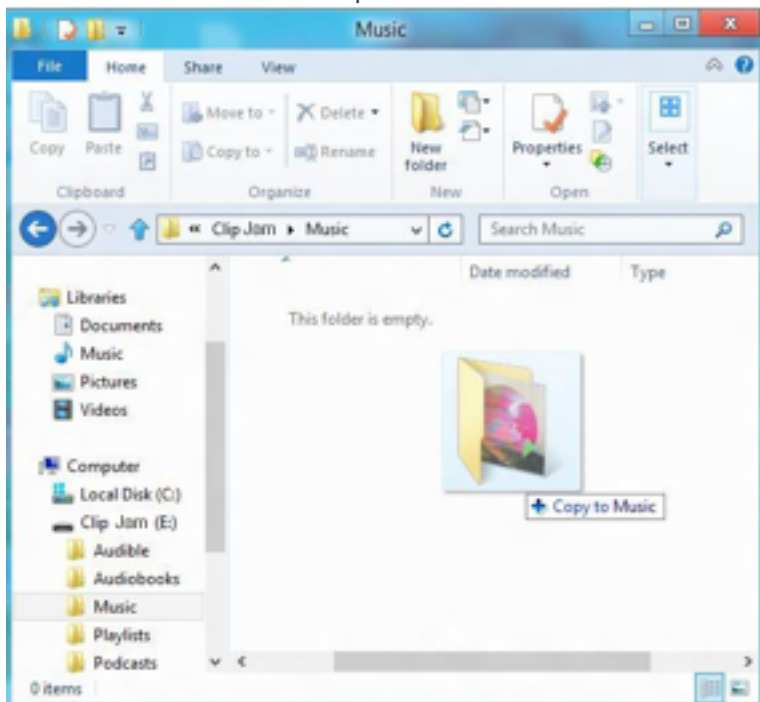 Music
File Home Share View
Copy Paste
Move to Delete
Copy to Rename
New folder
Properties
Select
Clipboard Organize New Open
« Clip Jam Music
Search Music
Date modified Type
This folder is empty.
Libraries
Documents
Music
Pictures
Videos
Computer
Local Disk (C:)
Clip Jam (E:)
Audible
Audiobooks
Music
Playlists
Podcasts
Copy to Music
0 items